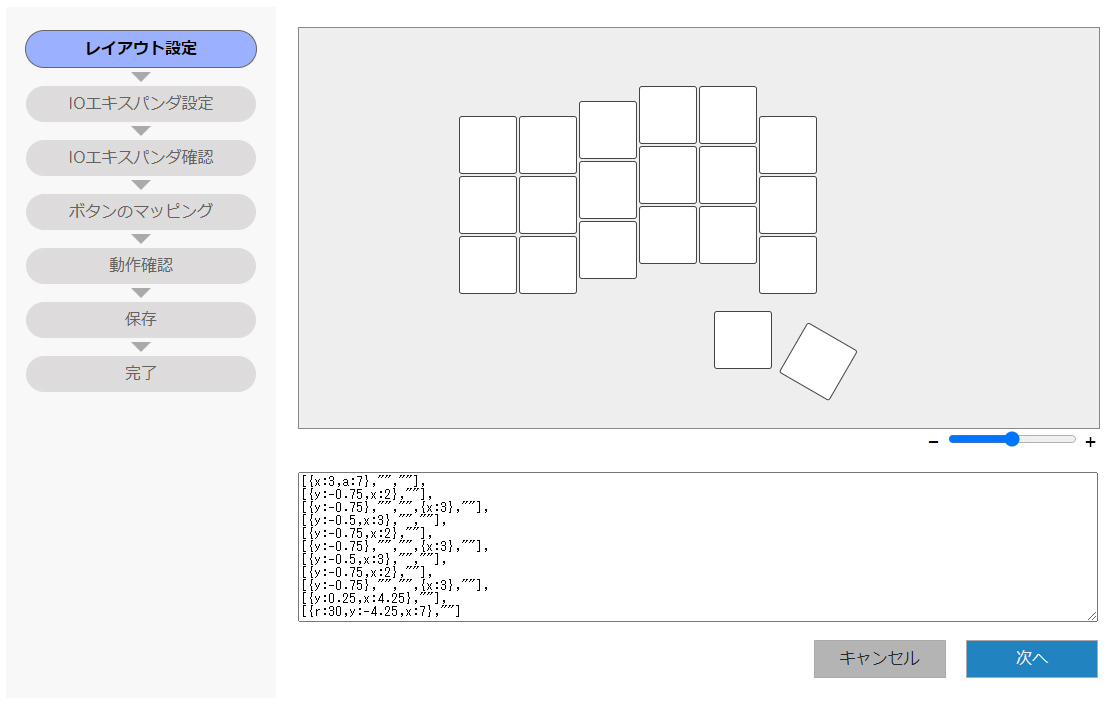 レイアウト設定
IOエキスパンダ設定
IOエキスパンダ確認
ボタンのマッピング
動作確認
保存
完了
− +
[{x:3,a:7},"",""],
[{y:-0.75,x:2},""],
[{y:-0.75},"","",{x:3},""],
[{y:-0.5,x:3},"",""],
[{y:-0.75,x:2},""],
[{y:-0.75},"","",{x:3},""],
[{y:-0.5,x:3},"",""],
[{y:-0.75,x:2},""],
[{y:-0.75},"","",{x:3},""],
[{y:0.25,x:4.25},""],
[{r:30,y:-4.25,x:7},""]
キャンセル 次へ